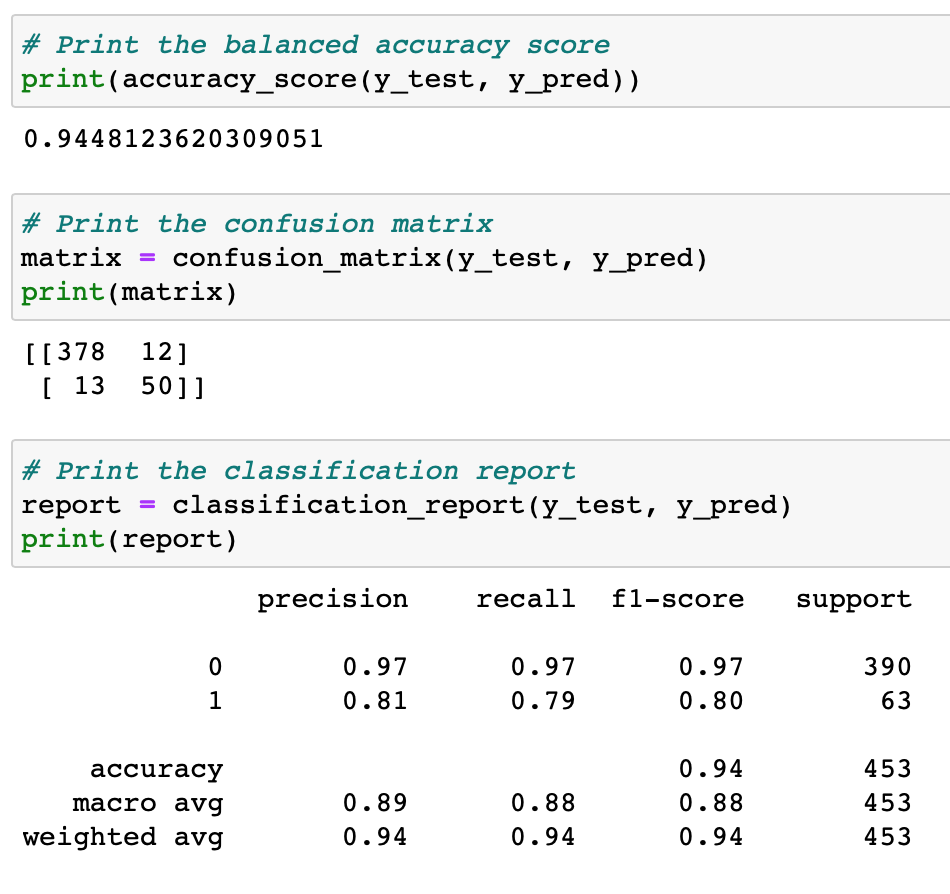 # Print the balanced accuracy score
print(accuracy_score(y_test, y_pred))
0.9448123620309051
# Print the confusion matrix
matrix = confusion_matrix(y_test, y_pred)
print(matrix)
[[378  12]
 [ 13  50]]
# Print the classification report
report = classification_report(y_test, y_pred)
print(report)
precision recall f1-score support
0 0.97 0.97 0.97 390
1 0.81 0.79 0.80 63
accuracy 0.94 453
macro avg 0.89 0.88 0.88 453
weighted avg 0.94 0.94 0.94 453